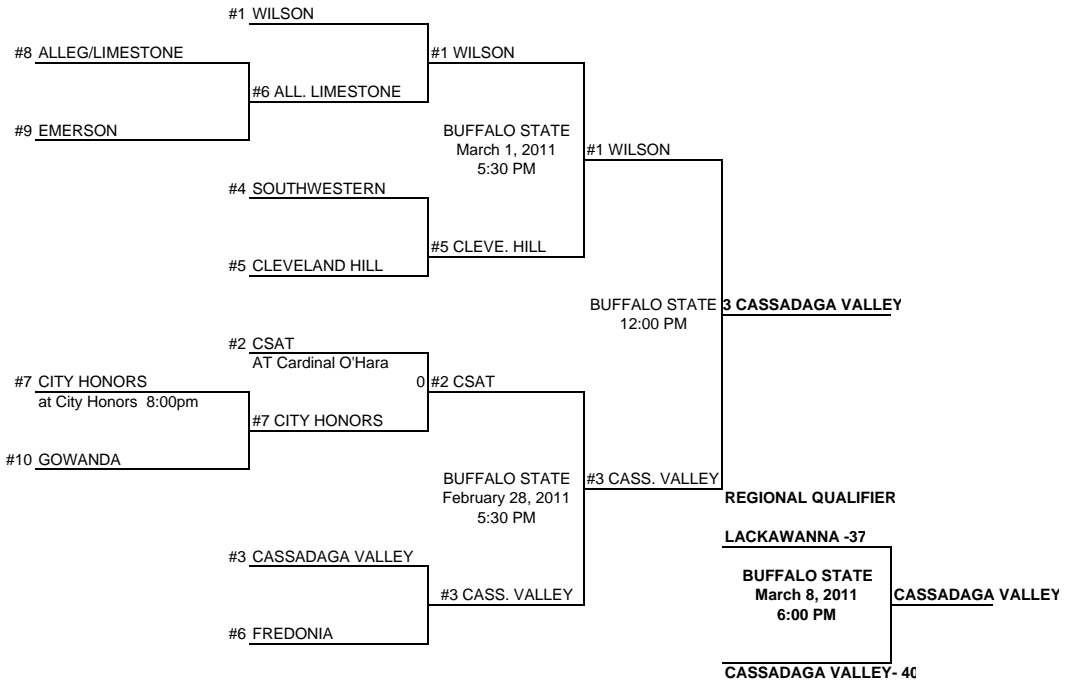 #1 WILSON
#8 ALLEG/LIMESTONE
#1 WILSON
#6 ALL. LIMESTONE
#9 EMERSON
BUFFALO STATE
March 1, 2011
5:30 PM
#1 WILSON
#4 SOUTHWESTERN
#5 CLEVE. HILL
#5 CLEVELAND HILL
BUFFALO STATE
12:00 PM
3 CASSADAGA VALLEY
#2 CSAT
AT Cardinal O'Hara
#7 CITY HONORS
at City Honors 8:00pm
0 #2 CSAT
#7 CITY HONORS
#10 GOWANDA
BUFFALO STATE
February 28, 2011
5:30 PM
#3 CASS. VALLEY
REGIONAL QUALIFIER
LACKAWANNA -37
#3 CASSADAGA VALLEY
BUFFALO STATE
March 8, 2011
6:00 PM
CASSADAGA VALLEY
#3 CASS. VALLEY
#6 FREDONIA
CASSADAGA VALLEY- 40